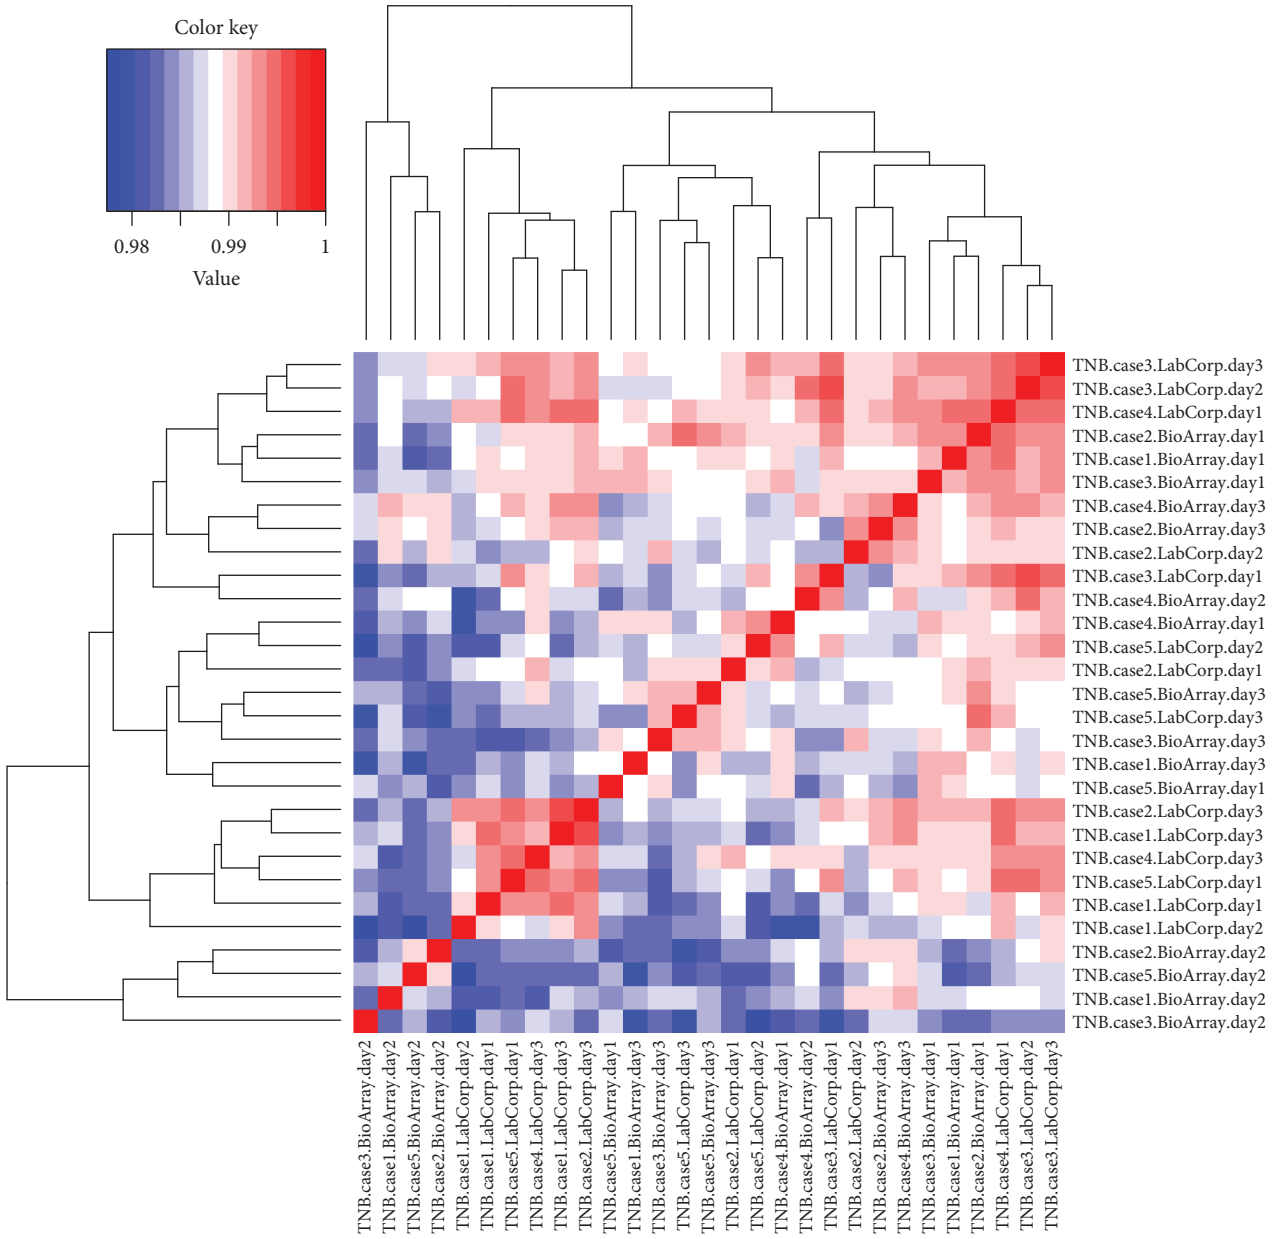 Color key
0.98 0.99 1
Value
TNB.case3.LabCorp.day3
TNB.case3.LabCorp.day2
TNB.case4.LabCorp.day1
TNB.case2.BioArray.day1
TNB.case1.BioArray.day1
TNB.case3.BioArray.day1
TNB.case4.BioArray.day3
TNB.case2.BioArray.day3
TNB.case2.LabCorp.day2
TNB.case3.LabCorp.day1
TNB.case4.BioArray.day2
TNB.case4.BioArray.day1
TNB.case5.LabCorp.day2
TNB.case2.LabCorp.day1
TNB.case5.BioArray.day3
TNB.case5.LabCorp.day3
TNB.case3.BioArray.day3
TNB.case1.BioArray.day3
TNB.case5.BioArray.day1
TNB.case2.LabCorp.day3
TNB.case1.LabCorp.day3
TNB.case4.LabCorp.day3
TNB.case5.LabCorp.day1
TNB.case1.LabCorp.day1
TNB.case1.LabCorp.day2
TNB.case2.BioArray.day2
TNB.case5.BioArray.day2
TNB.case1.BioArray.day2
TNB.case3.BioArray.day2
TNB.case3.BioArray.day2
TNB.case1.BioArray.day2
TNB.case5.BioArray.day2
TNB.case2.BioArray.day2
TNB.case1.LabCorp.day2
TNB.case1.LabCorp.day1
TNB.case5.LabCorp.day1
TNB.case4.LabCorp.day3
TNB.case1.LabCorp.day3
TNB.case2.LabCorp.day3
TNB.case5.BioArray.day1
TNB.case1.BioArray.day3
TNB.case3.BioArray.day3
TNB.case5.LabCorp.day3
TNB.case5.BioArray.day3
TNB.case2.LabCorp.day1
TNB.case5.LabCorp.day2
TNB.case4.BioArray.day1
TNB.case4.BioArray.day2
TNB.case3.LabCorp.day1
TNB.case2.LabCorp.day2
TNB.case2.BioArray.day3
TNB.case4.BioArray.day3
TNB.case3.BioArray.day1
TNB.case1.BioArray.day1
TNB.case2.BioArray.day1
TNB.case4.LabCorp.day1
TNB.case3.LabCorp.day2
TNB.case3.LabCorp.day3